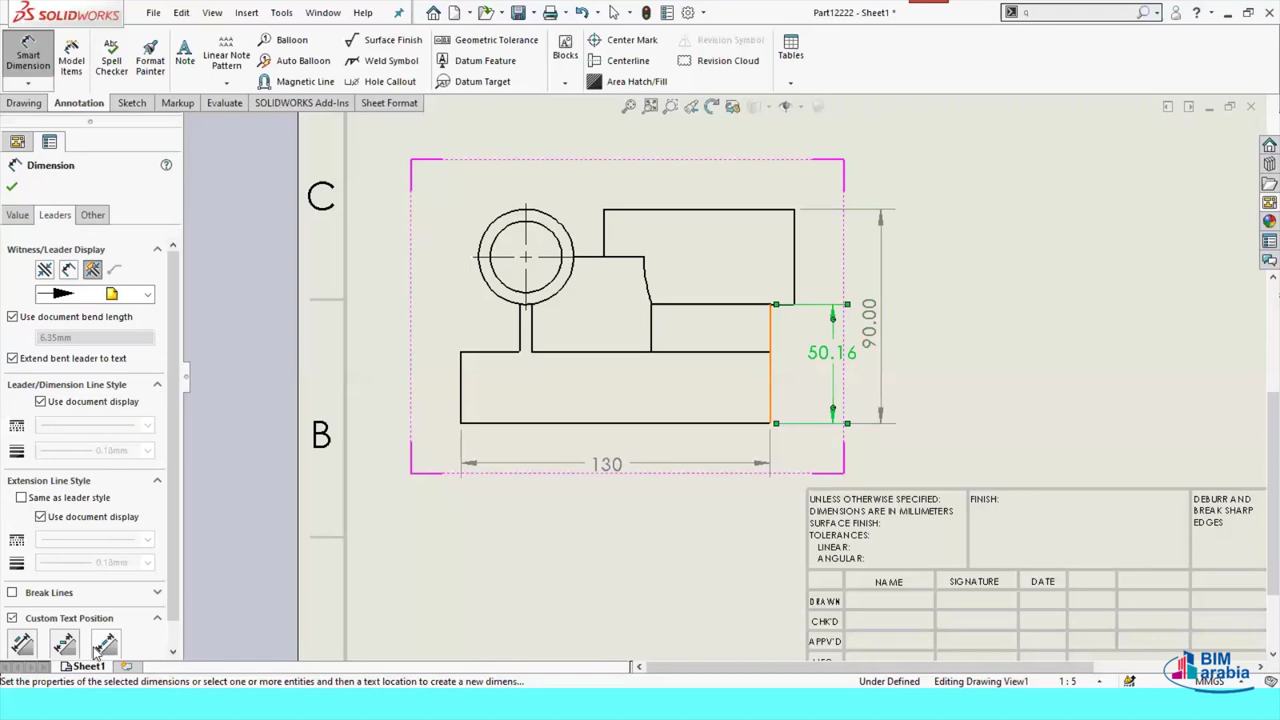 SOLIDWORKS
File
Edit
View
Insert
Tools
Window
Help
Part12222 - Sheet1 *
q
Smart Dimension
Model Items
Spell Checker
Format Painter
Note
Linear Note Pattern
Balloon
Auto Balloon
Magnetic Line
Surface Finish
Weld Symbol
Hole Callout
Geometric Tolerance
Datum Feature
Datum Target
Blocks
Center Mark
Centerline
Area Hatch/Fill
Revision Symbol
Revision Cloud
Tables
Drawing
Annotation
Sketch
Markup
Evaluate
SOLIDWORKS Add-Ins
Sheet Format
Dimension
Value
Leaders
Other
Witness/Leader Display
Use document bend length
6.35mm
Extend bent leader to text
Leader/Dimension Line Style
Use document display
0.18mm
Extension Line Style
Same as leader style
Use document display
0.18mm
Break Lines
Custom Text Position
Sheet1
C
B
90.00
50.16
130
UNLESS OTHERWISE SPECIFIED:
DIMENSIONS ARE IN MILLIMETERS
SURFACE FINISH:
TOLERANCES:
LINEAR:
ANGULAR:
FINISH:
DEBURR AND
BREAK SHARP
EDGES
NAME
SIGNATURE
DATE
DRAWN
CHK'D
APPV'D
Set the properties of the selected dimensions or select one or more entities and then a text location to create a new dimens...
Under Defined
Editing Drawing View1
1 : 5
MMGS
BIM
arabia